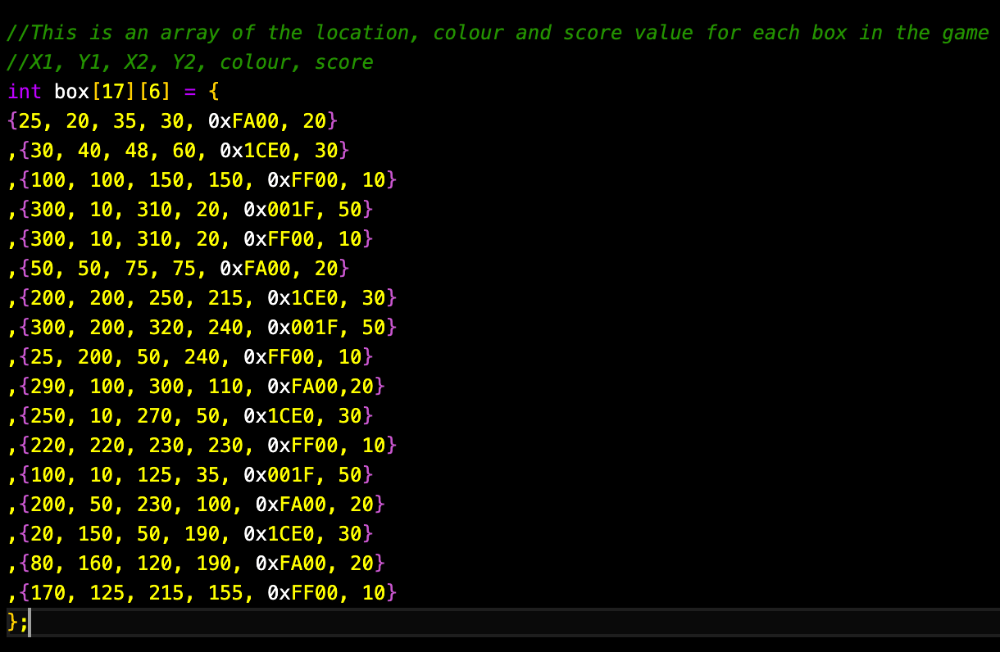 //This is an array of the location, colour and score value for each box in the game
//X1, Y1, X2, Y2, colour, score
int box[17][6] = {
{25, 20, 35, 30, 0xFA00, 20}
,{30, 40, 48, 60, 0x1CE0, 30}
,{100, 100, 150, 150, 0xFF00, 10}
,{300, 10, 310, 20, 0x001F, 50}
,{300, 10, 310, 20, 0xFF00, 10}
,{50, 50, 75, 75, 0xFA00, 20}
,{200, 200, 250, 215, 0x1CE0, 30}
,{300, 200, 320, 240, 0x001F, 50}
,{25, 200, 50, 240, 0xFF00, 10}
,{290, 100, 300, 110, 0xFA00,20}
,{250, 10, 270, 50, 0x1CE0, 30}
,{220, 220, 230, 230, 0xFF00, 10}
,{100, 10, 125, 35, 0x001F, 50}
,{200, 50, 230, 100, 0xFA00, 20}
,{20, 150, 50, 190, 0x1CE0, 30}
,{80, 160, 120, 190, 0xFA00, 20}
,{170, 125, 215, 155, 0xFF00, 10}
};